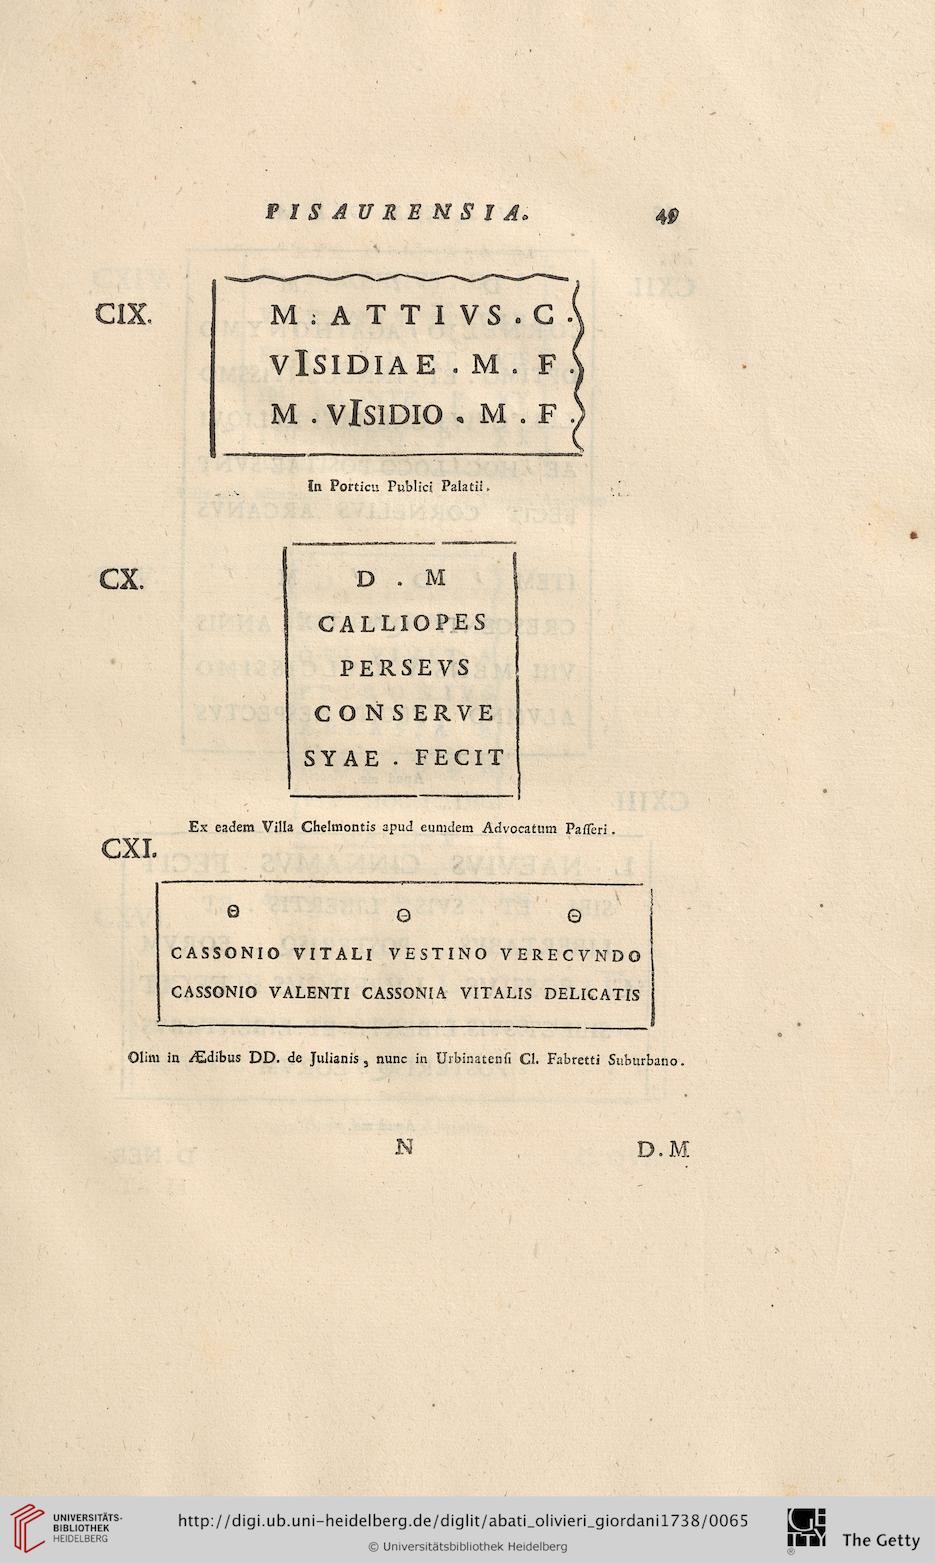 PISAURENSIA. 49
CIX.
M . ATTIVS . C .
VISIDIAE . M . F .
M . VISIDIO . M . F .
In Porticu Publici Palatii.
CX.
D . M
CALLIOPES
PERSEVS
CONSERVE
SYAE . FECIT
Ex eadem Villa Chelmontis apud eumdem Advocatum Paſſeri.
CXI.
Θ Θ Θ
CASSONIO VITALI VESTINO VERECVNDO
CASSONIO VALENTI CASSONIA VITALIS DELICATIS
Olim in Ædibus DD. de Julianis, nunc in Urbinatenſi Cl. Fabretti Suburbano.
N D. M
UNIVERSITÄTS-
BIBLIOTHEK
HEIDELBERG
http://digi.ub.uni-heidelberg.de/diglit/abati_olivieri_giordani1738/0065
© Universitätsbibliothek Heidelberg
GETTY
The Getty